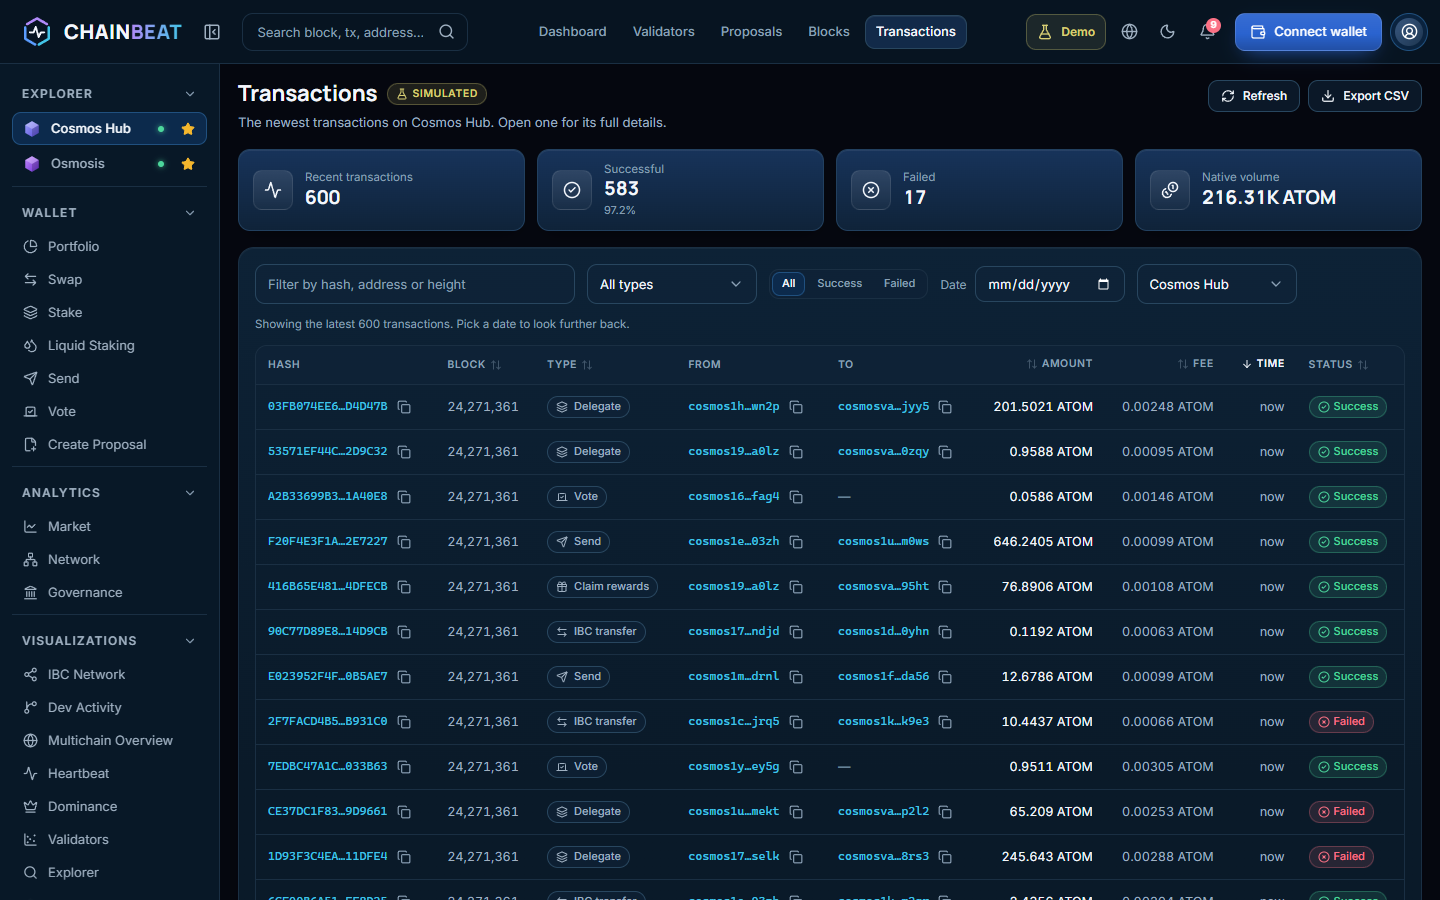 CHAINBEAT
Search block, tx, address...
Dashboard
Validators
Proposals
Blocks
Transactions
Demo
9
Connect wallet
EXPLORER
Cosmos Hub
Osmosis
WALLET
Portfolio
Swap
Stake
Liquid Staking
Send
Vote
Create Proposal
ANALYTICS
Market
Network
Governance
VISUALIZATIONS
IBC Network
Dev Activity
Multichain Overview
Heartbeat
Dominance
Validators
Explorer
Transactions
SIMULATED
The newest transactions on Cosmos Hub. Open one for its full details.
Refresh
Export CSV
Recent transactions
600
Successful
583
97.2%
Failed
17
Native volume
216.31K ATOM
Filter by hash, address or height
All types
All
Success
Failed
Date
mm/dd/yyyy
Cosmos Hub
Showing the latest 600 transactions. Pick a date to look further back.
HASH BLOCK TYPE FROM TO AMOUNT FEE TIME STATUS
03FB074EE6…D4D47B 24,271,361 Delegate cosmos1h…wn2p cosmosva…jyy5 201.5021 ATOM 0.00248 ATOM now Success
53571EF44C…2D9C32 24,271,361 Delegate cosmos19…a0lz cosmosva…0zqy 0.9588 ATOM 0.00095 ATOM now Success
A2B33699B3…1A40E8 24,271,361 Vote cosmos16…fag4 — 0.0586 ATOM 0.00146 ATOM now Success
F20F4E3F1A…2E7227 24,271,361 Send cosmos1e…03zh cosmos1u…m0ws 646.2405 ATOM 0.00099 ATOM now Success
416B65E481…4DFECB 24,271,361 Claim rewards cosmos19…a0lz cosmosva…95ht 76.8906 ATOM 0.00108 ATOM now Success
90C77D89E8…14D9CB 24,271,361 IBC transfer cosmos17…ndjd cosmos1d…0yhn 0.1192 ATOM 0.00063 ATOM now Success
E023952F4F…0B5AE7 24,271,361 Send cosmos1m…drnl cosmos1f…da56 12.6786 ATOM 0.00099 ATOM now Success
2F7FACD4B5…B931C0 24,271,361 IBC transfer cosmos1c…jrq5 cosmos1k…k9e3 10.4437 ATOM 0.00066 ATOM now Failed
7EDBC47A1C…033B63 24,271,361 Vote cosmos1y…ey5g — 0.9511 ATOM 0.00305 ATOM now Success
CE37DC1F83…9D9661 24,271,361 Delegate cosmos1u…mekt cosmosva…p2l2 65.209 ATOM 0.00253 ATOM now Failed
1D93F3C4EA…11DFE4 24,271,361 Delegate cosmos17…selk cosmosva…8rs3 245.643 ATOM 0.00288 ATOM now Failed